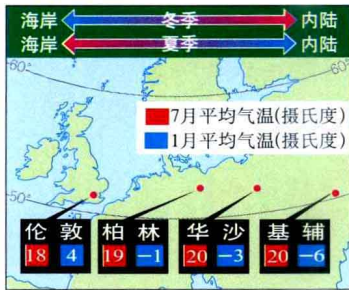 海岸 冬季 内陆
海岸 夏季 内陆
60° 60°
7月平均气温(摄氏度)
1月平均气温(摄氏度)
50° 50°
伦敦 柏林 华沙 基辅
18 4 19 -1 20 -3 20 -6